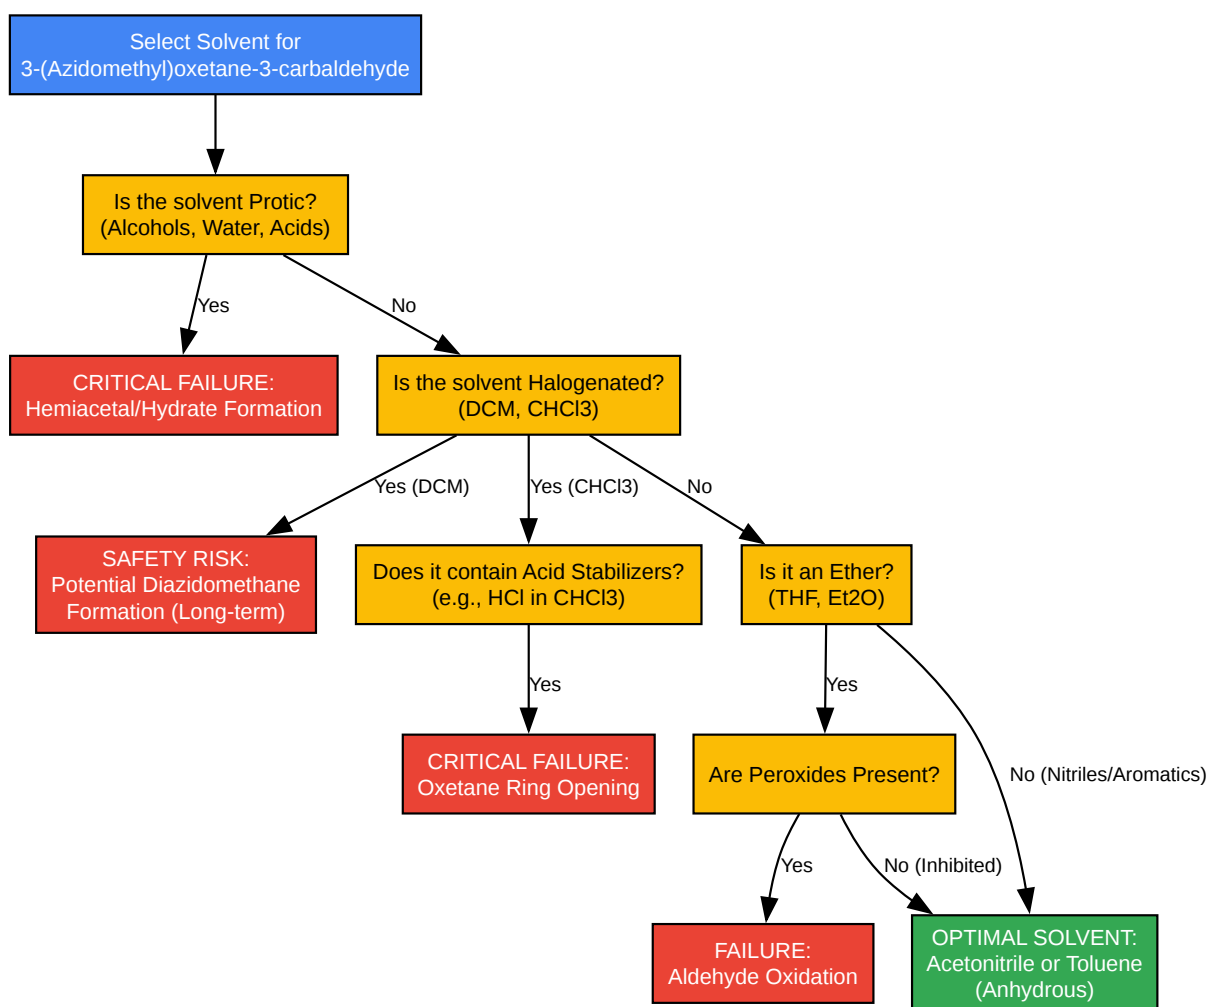 Select Solvent for
3-(Azidomethyl)oxetane-3-carbaldehyde
Is the solvent Protic?
(Alcohols, Water, Acids)
Yes
No
CRITICAL FAILURE:
Hemiacetal/Hydrate Formation
Is the solvent Halogenated?
(DCM, CHCl3)
Yes (DCM)
Yes (CHCl3)
No
SAFETY RISK:
Potential Diazidomethane
Formation (Long-term)
Does it contain Acid Stabilizers?
(e.g., HCl in CHCl3)
Is it an Ether?
(THF, Et2O)
Yes
Yes
CRITICAL FAILURE:
Oxetane Ring Opening
Are Peroxides Present?
No (Nitriles/Aromatics)
Yes
No (Inhibited)
FAILURE:
Aldehyde Oxidation
OPTIMAL SOLVENT:
Acetonitrile or Toluene
(Anhydrous)